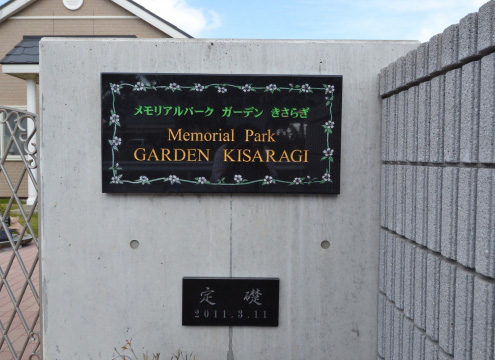 メモリアルパーク ガーデン きさらぎ
Memorial Park
GARDEN KISARAGI
定礎
2011.3.11